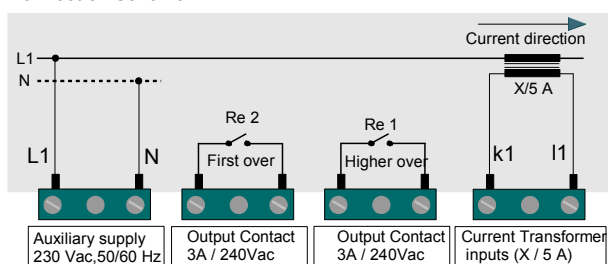 Current direction
L1
X/5 A
N
Re 2
Re 1
First over
Higher over
L1
N
k1
l1
Auxiliary supply
230 Vac,50/60 Hz
Output Contact
3A / 240Vac
Output Contact
3A / 240Vac
Current Transformer
inputs (X / 5 A)